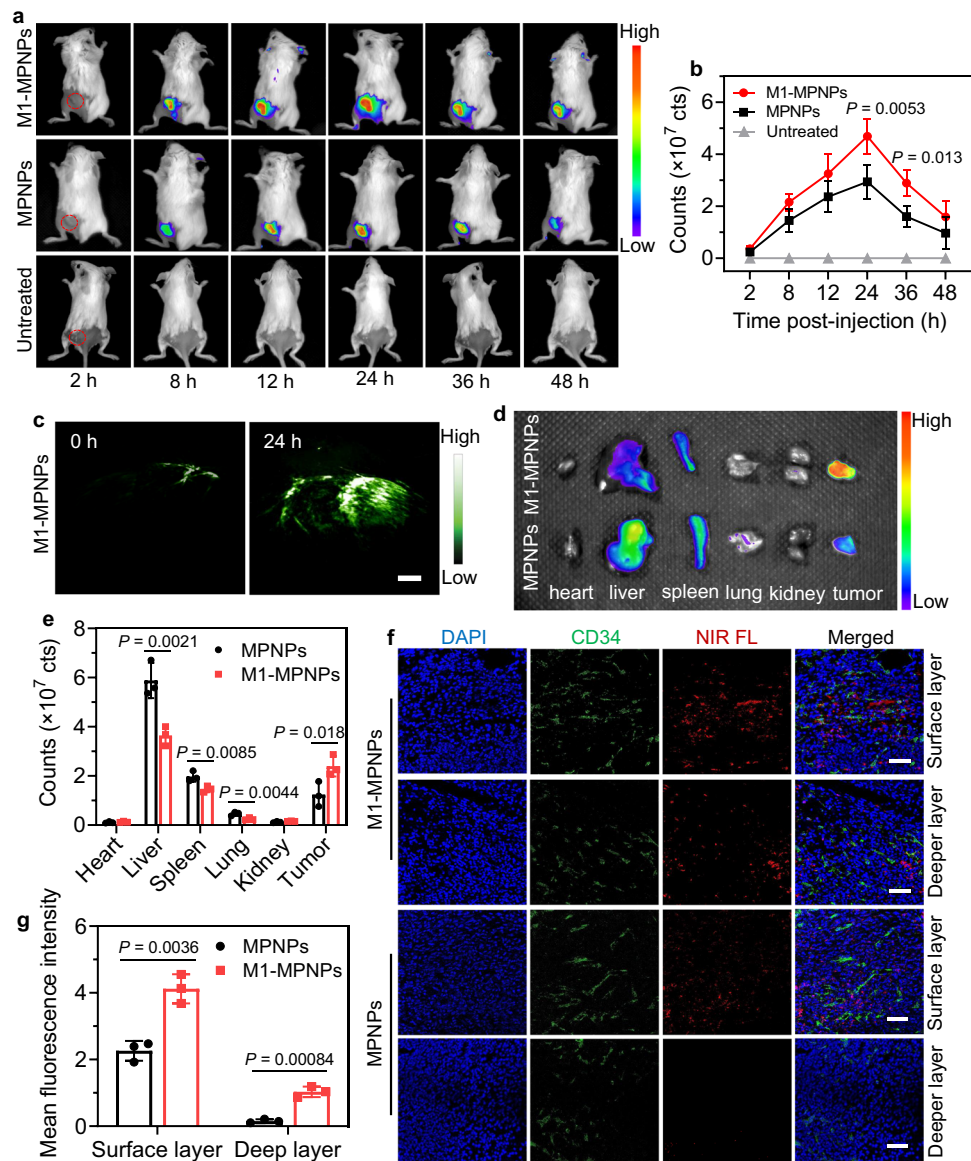 a
M1-MPNPs
MPNPs
Untreated
High
Low
2 h
8 h
12 h
24 h
36 h
48 h
b
M1-MPNPs
MPNPs
Untreated
P = 0.0053
P = 0.013
Counts (×10⁷ cts)
6
4
2
0
2
8
12
24
36
48
Time post-injection (h)
c
M1-MPNPs
0 h
24 h
High
Low
d
M1-MPNPs
MPNPs
heart
liver
spleen
lung
kidney
tumor
High
Low
e
Counts (×10⁷ cts)
8
6
4
2
0
P = 0.0021
P = 0.0085
P = 0.0044
P = 0.018
MPNPs
M1-MPNPs
Heart
Liver
Spleen
Lung
Kidney
Tumor
f
DAPI
CD34
NIR FL
Merged
M1-MPNPs
MPNPs
Surface layer
Deeper layer
Surface layer
Deeper layer
g
Mean fluorescence intensity
6
4
2
0
P = 0.0036
P = 0.00084
MPNPs
M1-MPNPs
Surface layer
Deep layer